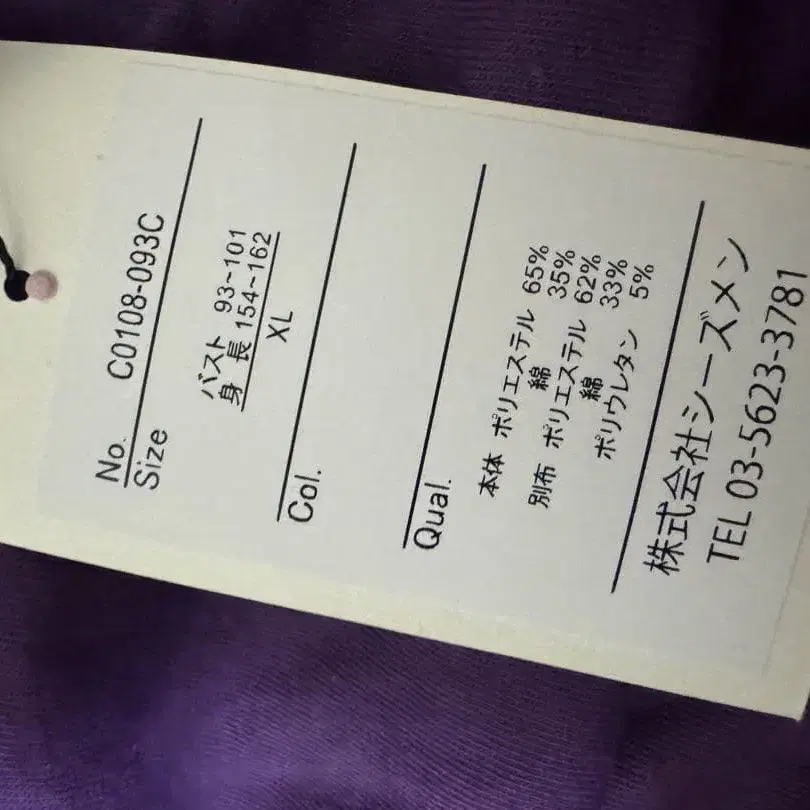 No. C0108-093C
Size
バスト 93~101
身 長 154~162
XL
Col.
Qual.
本体 ポリエステル 65%
綿 35%
別布 ポリエステル 62%
綿 33%
ポリウレタン 5%
株式会社シーズメン
TEL 03-5623-3781